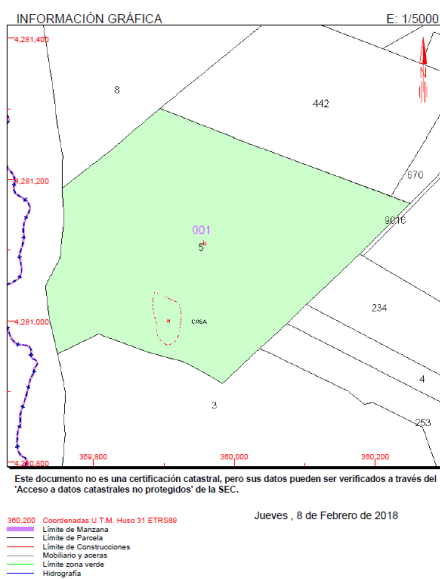 INFORMACIÓN GRÁFICA E: 1/5000
4,281,400
8
442
4,281,200
670
9016
001
5
b
234
a
CREA
4,281,000
4
3
253
4,280,800
359,800 360,000 360,200
Este documento no es una certificación catastral, pero sus datos pueden ser verificados a través del
'Acceso a datos catastrales no protegidos' de la SEC.
Jueves , 8 de Febrero de 2018
360,200 Coordenadas U.T.M. Huso 31 ETRS89
Límite de Manzana
Límite de Parcela
Límite de Construcciones
Mobiliario y aceras
Límite zona verde
Hidrografía